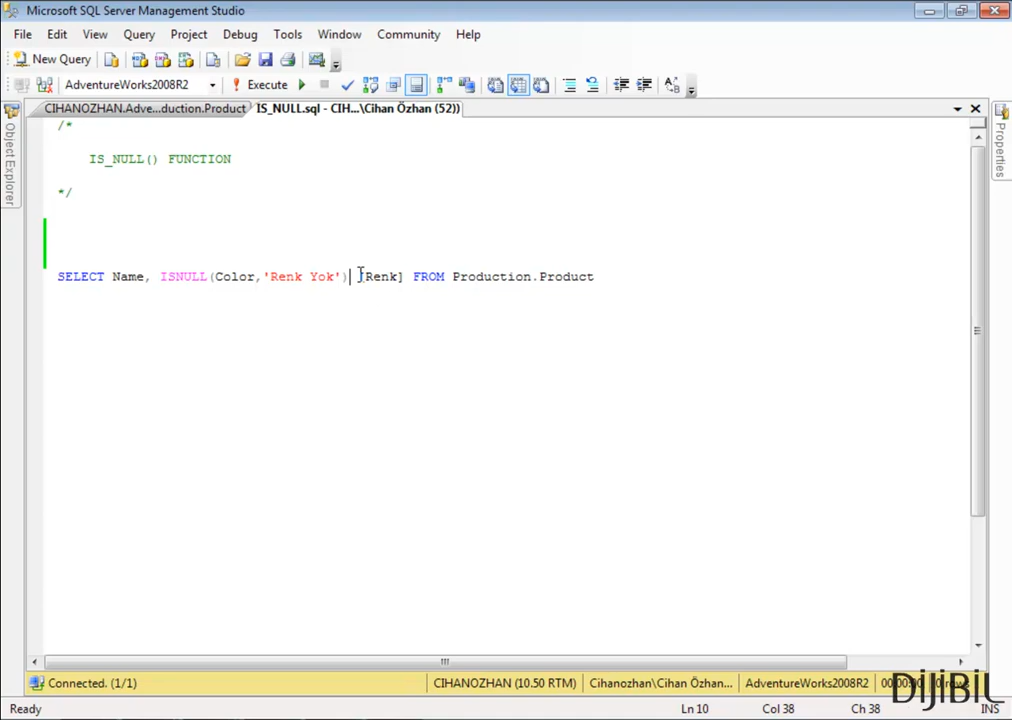 Microsoft SQL Server Management Studio
File Edit View Query Project Debug Tools Window Community Help
New Query
AdventureWorks2008R2 Execute
CIHANOZHAN.Adve...duction.Product IS_NULL.sql - CIH...\Cihan Özhan (52))
Object Explorer
Properties
/*
IS_NULL() FUNCTION
*/
SELECT Name, ISNULL(Color,'Renk Yok') [Renk] FROM Production.Product
Connected. (1/1) CIHANOZHAN (10.50 RTM) Cihanozhan\Cihan Özhan... AdventureWorks2008R2
DIJIBIL
Ready Ln 10 Col 38 Ch 38 INS